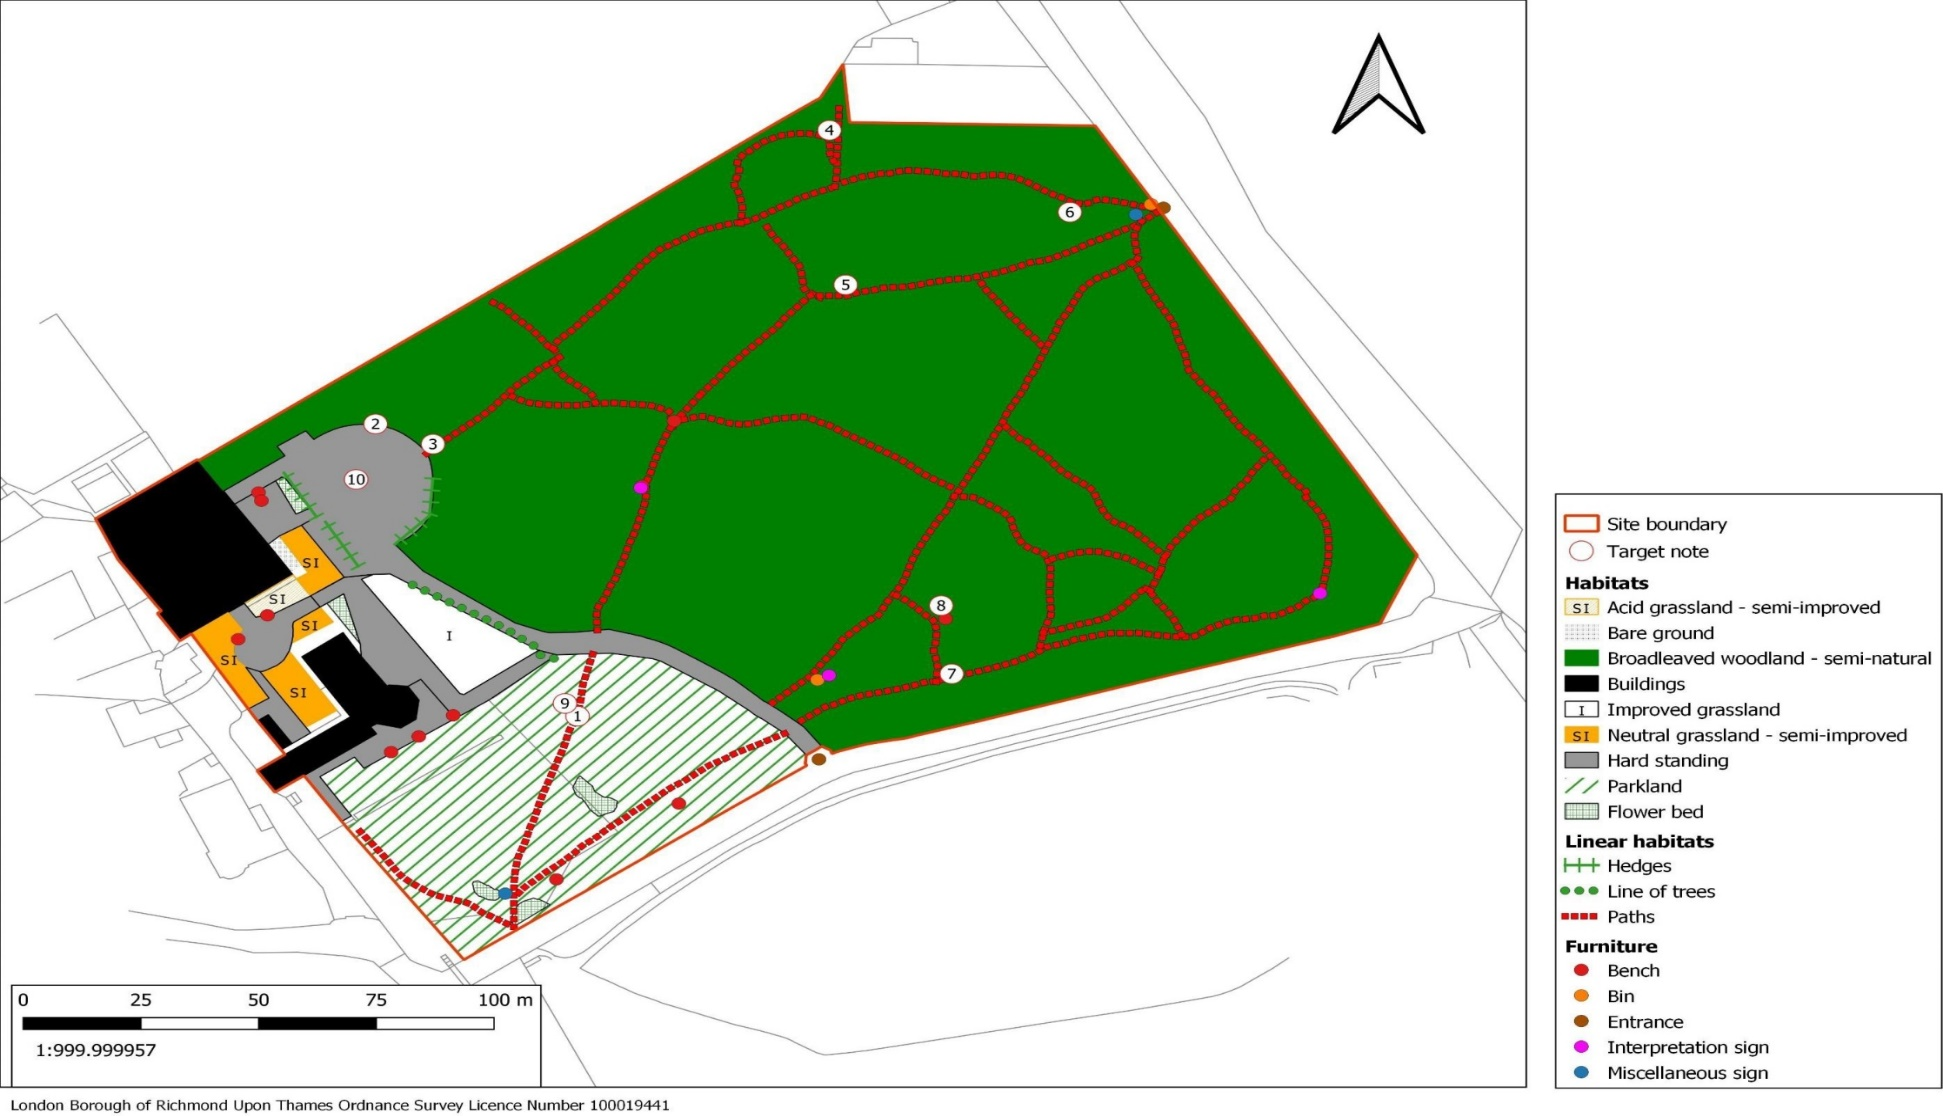 4
6
5
2
3
10
SI
SI
SI
I
SI
SI
8
7
9
1
0 25 50 75 100 m
1:999.999957
London Borough of Richmond Upon Thames Ordnance Survey Licence Number 100019441
Site boundary
Target note
Habitats
SI Acid grassland - semi-improved
Bare ground
Broadleaved woodland - semi-natural
Buildings
I Improved grassland
SI Neutral grassland - semi-improved
Hard standing
Parkland
Flower bed
Linear habitats
Hedges
Line of trees
Paths
Furniture
Bench
Bin
Entrance
Interpretation sign
Miscellaneous sign